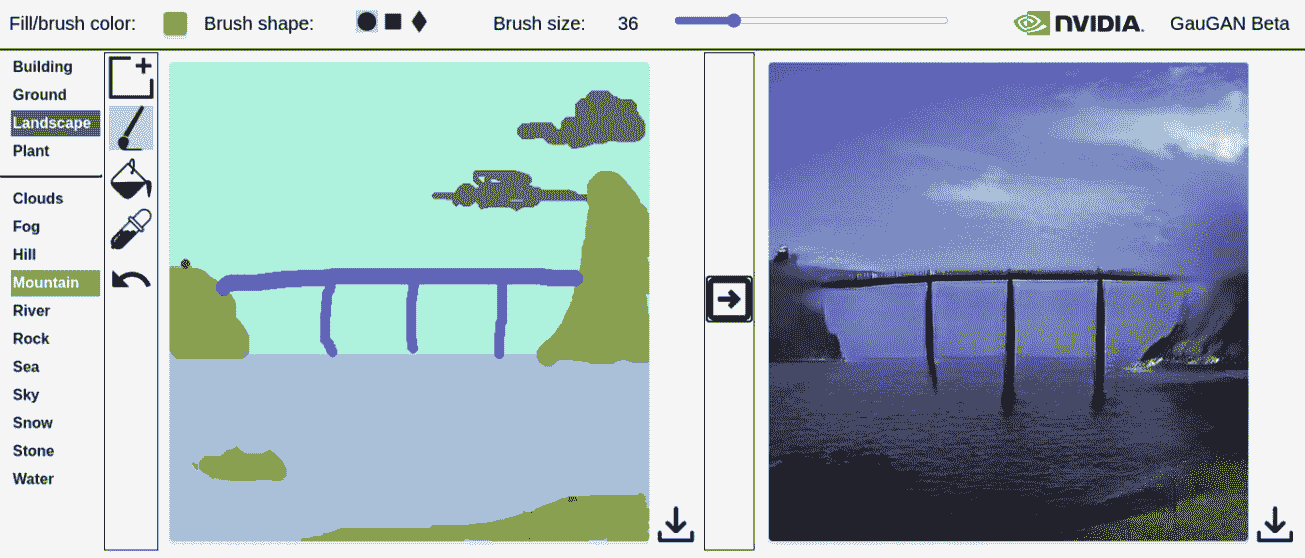 Fill/brush color:
Brush shape:
Brush size: 36
NVIDIA.
GauGAN Beta
Building
Ground
Landscape
Plant
Clouds
Fog
Hill
Mountain
River
Rock
Sea
Sky
Snow
Stone
Water